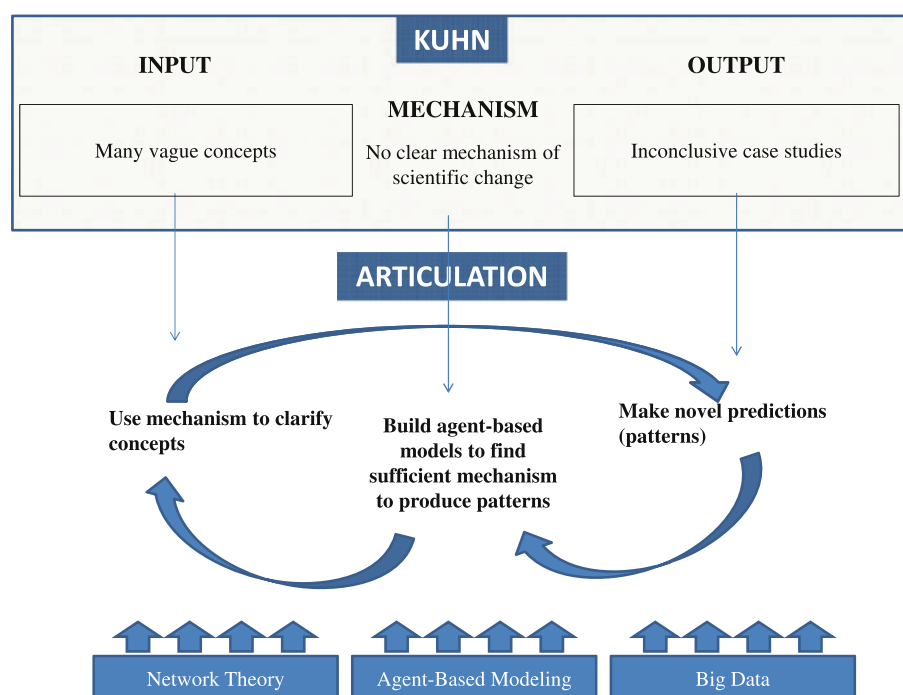 KUHN
INPUT
OUTPUT
MECHANISM
Many vague concepts
No clear mechanism of
scientific change
Inconclusive case studies
ARTICULATION
Use mechanism to clarify
concepts
Build agent-based
models to find
sufficient mechanism
to produce patterns
Make novel predictions
(patterns)
Network Theory
Agent-Based Modeling
Big Data